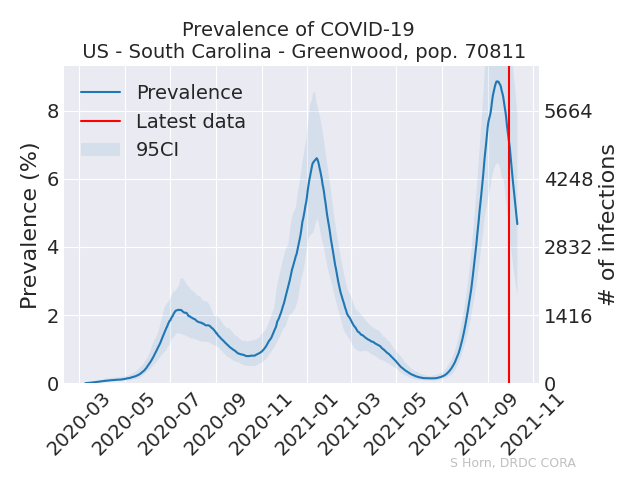 Prevalence of COVID-19
US - South Carolina - Greenwood, pop. 70811
Prevalence
Latest data
95CI
Prevalence (%)
8
6
4
2
0
5664
4248
2832
1416
0
# of infections
2020-03
2020-05
2020-07
2020-09
2020-11
2021-01
2021-03
2021-05
2021-07
2021-09
2021-11
S Horn, DRDC CORA